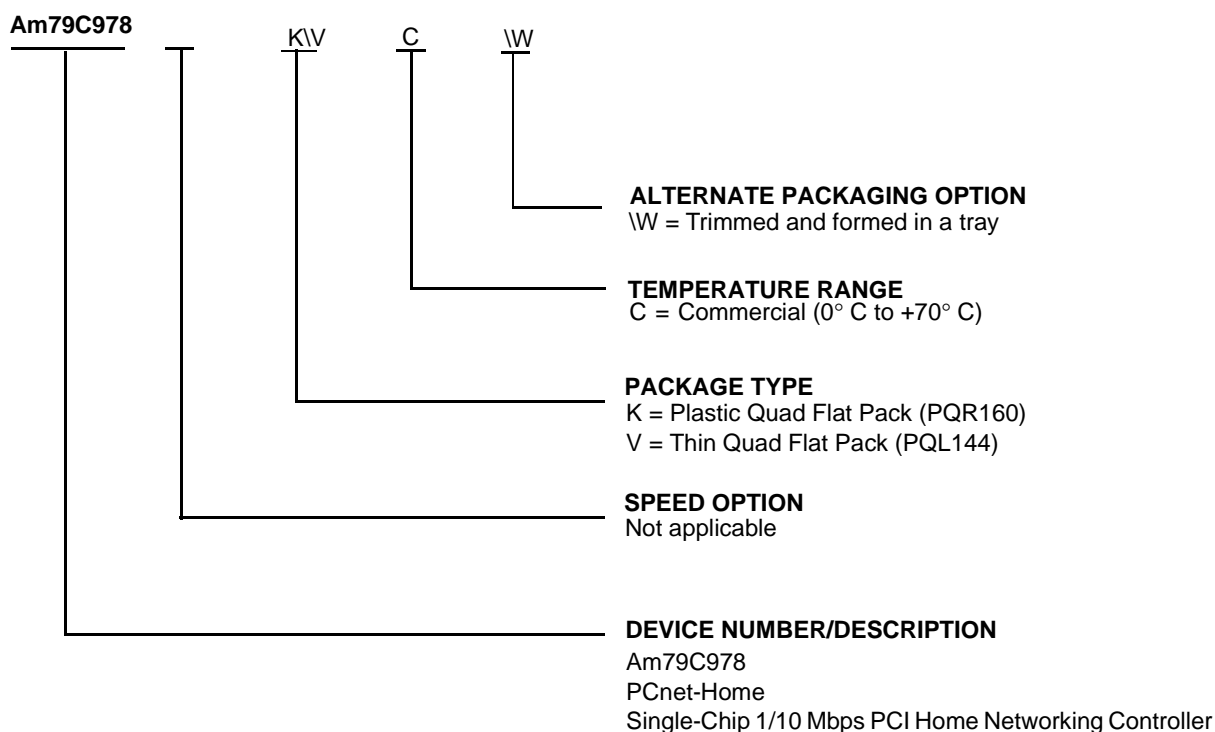 Am79C978
K\V
C
\W
ALTERNATE PACKAGING OPTION
\W = Trimmed and formed in a tray
TEMPERATURE RANGE
C = Commercial (0° C to +70° C)
PACKAGE TYPE
K = Plastic Quad Flat Pack (PQR160)
V = Thin Quad Flat Pack (PQL144)
SPEED OPTION
Not applicable
DEVICE NUMBER/DESCRIPTION
Am79C978
PCnet-Home
Single-Chip 1/10 Mbps PCI Home Networking Controller